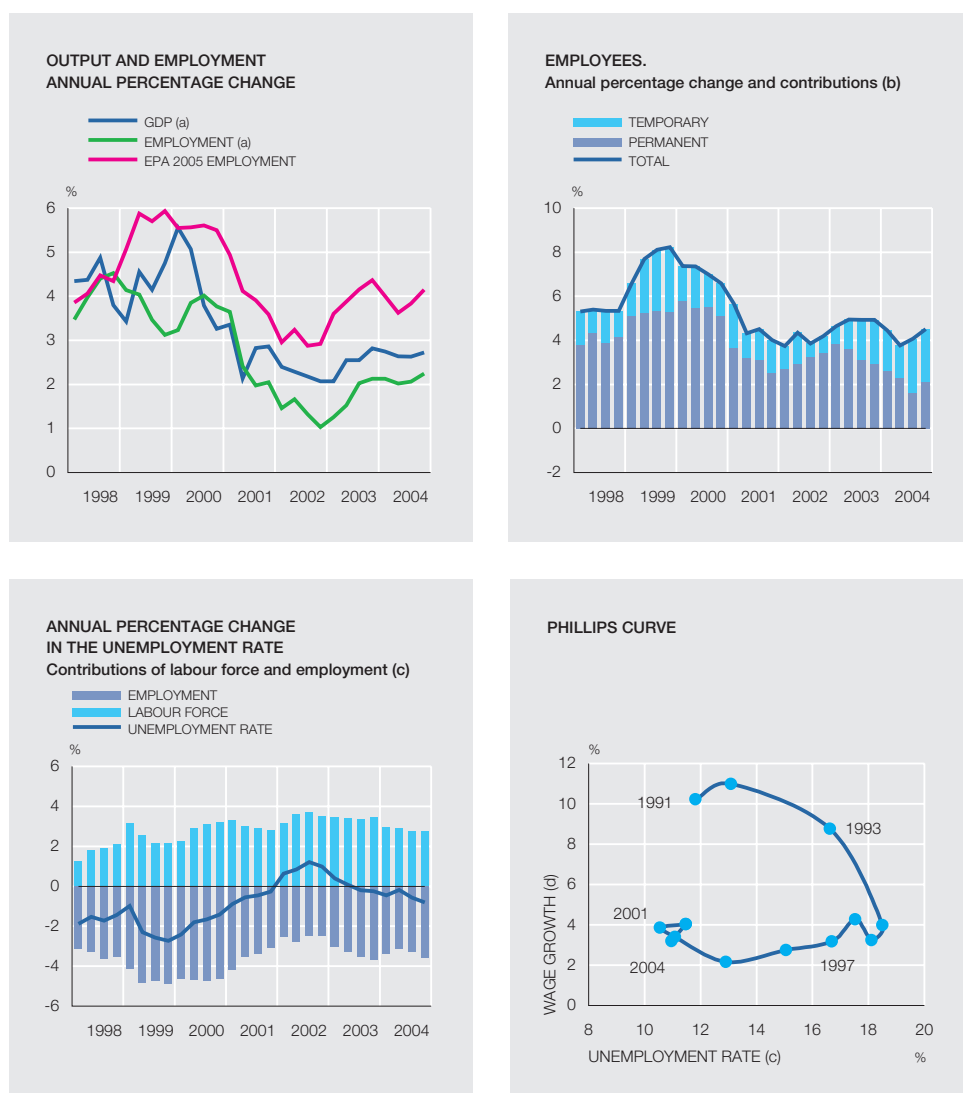 OUTPUT AND EMPLOYMENT
ANNUAL PERCENTAGE CHANGE
GDP (a)
EMPLOYMENT (a)
EPA 2005 EMPLOYMENT
%
6
5
4
3
2
1
0
1998 1999 2000 2001 2002 2003 2004
EMPLOYEES.
Annual percentage change and contributions (b)
TEMPORARY
PERMANENT
TOTAL
%
10
8
6
4
2
0
-2
1998 1999 2000 2001 2002 2003 2004
ANNUAL PERCENTAGE CHANGE
IN THE UNEMPLOYMENT RATE
Contributions of labour force and employment (c)
EMPLOYMENT
LABOUR FORCE
UNEMPLOYMENT RATE
%
6
4
2
0
-2
-4
-6
1998 1999 2000 2001 2002 2003 2004
PHILLIPS CURVE
%
12
10
8
6
4
2
0
WAGE GROWTH (d)
1991
1993
2001
2004
1997
8 10 12 14 16 18 20
UNEMPLOYMENT RATE (c) %